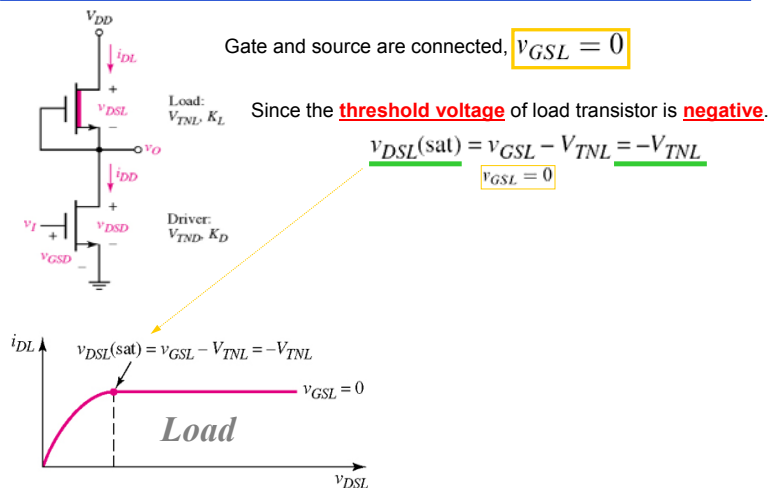 V_DD
i_DL
Gate and source are connected, v_GSL = 0
+
v_DSL
−
Load:
V_TNL, K_L
Since the threshold voltage of load transistor is negative.
v_DSL(sat) = v_GSL − V_TNL = −V_TNL
v_GSL = 0
v_O
i_DD
+
v_I
+
v_DSD
−
Driver:
V_TND, K_D
v_GSD
−
i_DL
v_DSL(sat) = v_GSL − V_TNL = −V_TNL
v_GSL = 0
Load
v_DSL